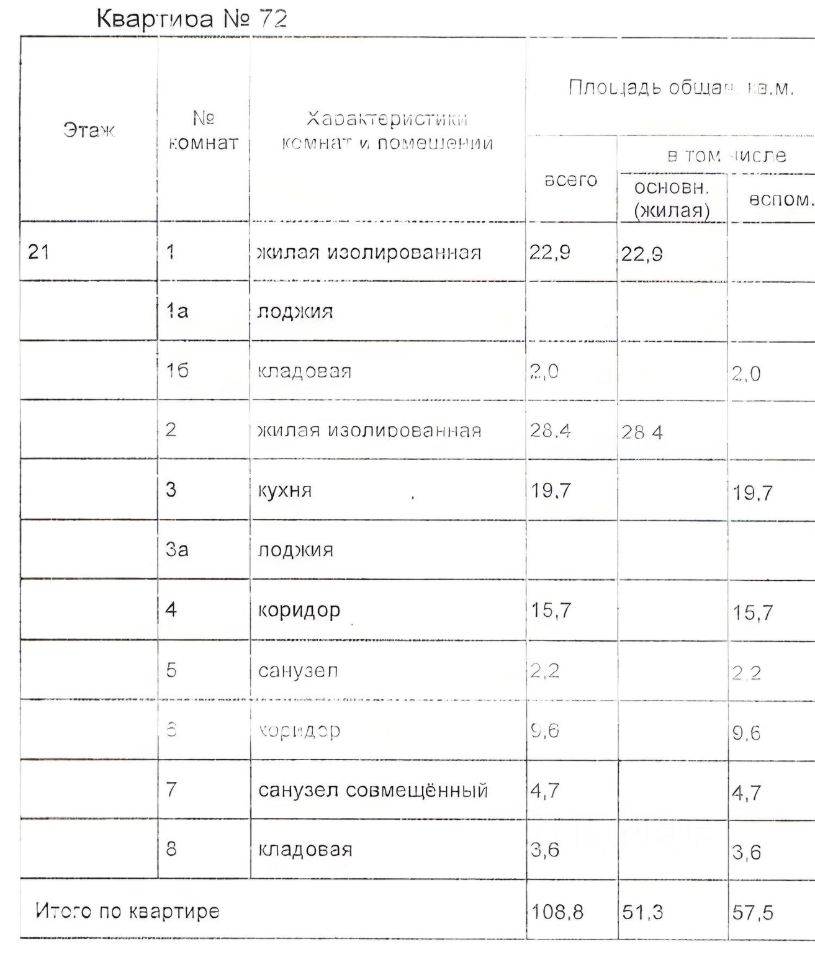 Квартира № 72
Этаж
№ комнат
Характеристики комнат и помещений
Площадь общая, кв.м.
всего
в том числе
основн. (жилая)
вспом.
21 1 жилая изолированная 22,9 22,9
1а лоджия
1б кладовая 2,0 2,0
2 жилая изолированная 28,4 28,4
3 кухня 19,7 19,7
3а лоджия
4 коридор 15,7 15,7
5 санузел 2,2 2,2
6 коридор 9,6 9,6
7 санузел совмещённый 4,7 4,7
8 кладовая 3,6 3,6
Итого по квартире 108,8 51,3 57,5